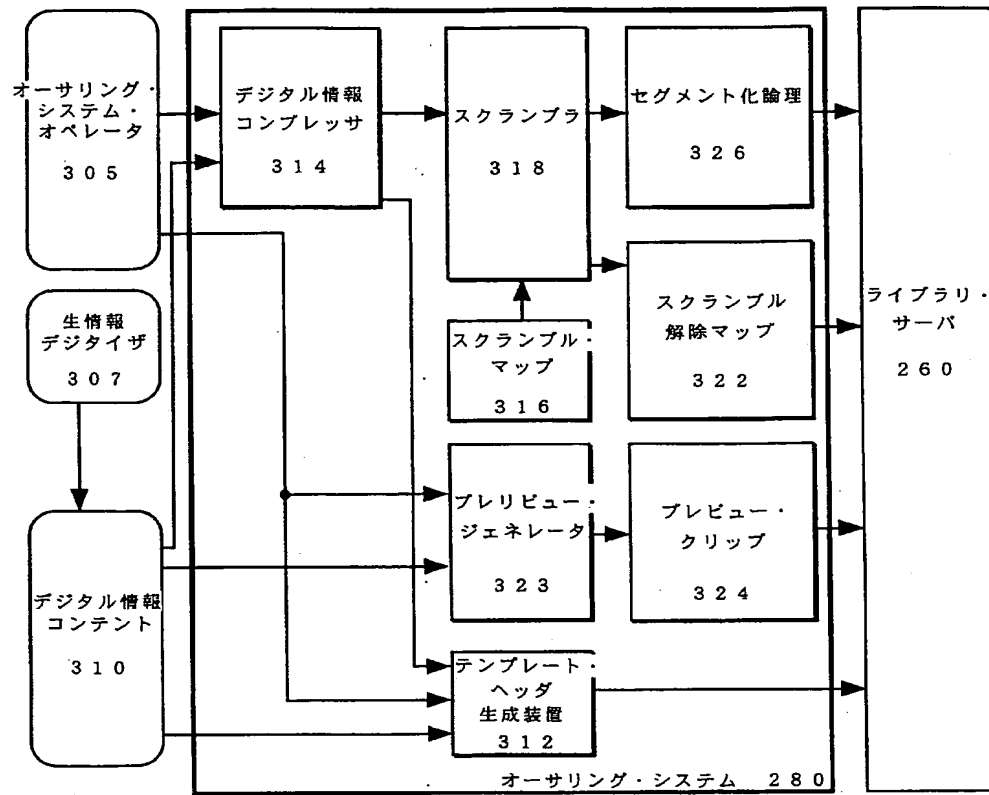 オーサリング・
システム・
オペレータ
305
生情報
デジタイザ
307
デジタル情報
コンテント
310
デジタル情報
コンプレッサ
314
スクランブラ
318
セグメント化論理
326
スクランブル・
マップ
316
スクランブル
解除マップ
322
プレリビュー・
ジェネレータ
323
プレビュー・
クリップ
324
テンプレート・
ヘッダ
生成装置
312
オーサリング・システム 280
ライブラリ・
サーバ
260